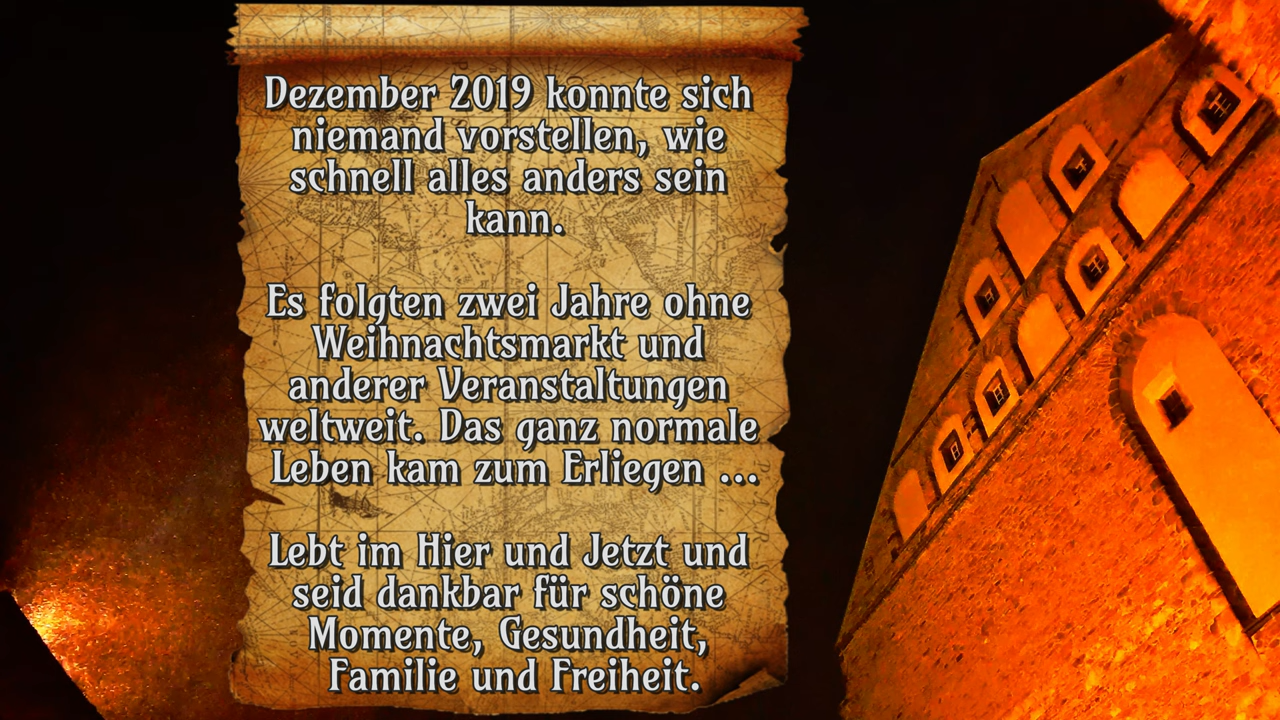 Dezember 2019 konnte sich
niemand vorstellen, wie
schnell alles anders sein
kann.
Es folgten zwei Jahre ohne
Weihnachtsmarkt und
anderer Veranstaltungen
weltweit. Das ganz normale
Leben kam zum Erliegen ...
Lebt im Hier und Jetzt und
seid dankbar für schöne
Momente, Gesundheit,
Familie und Freiheit.